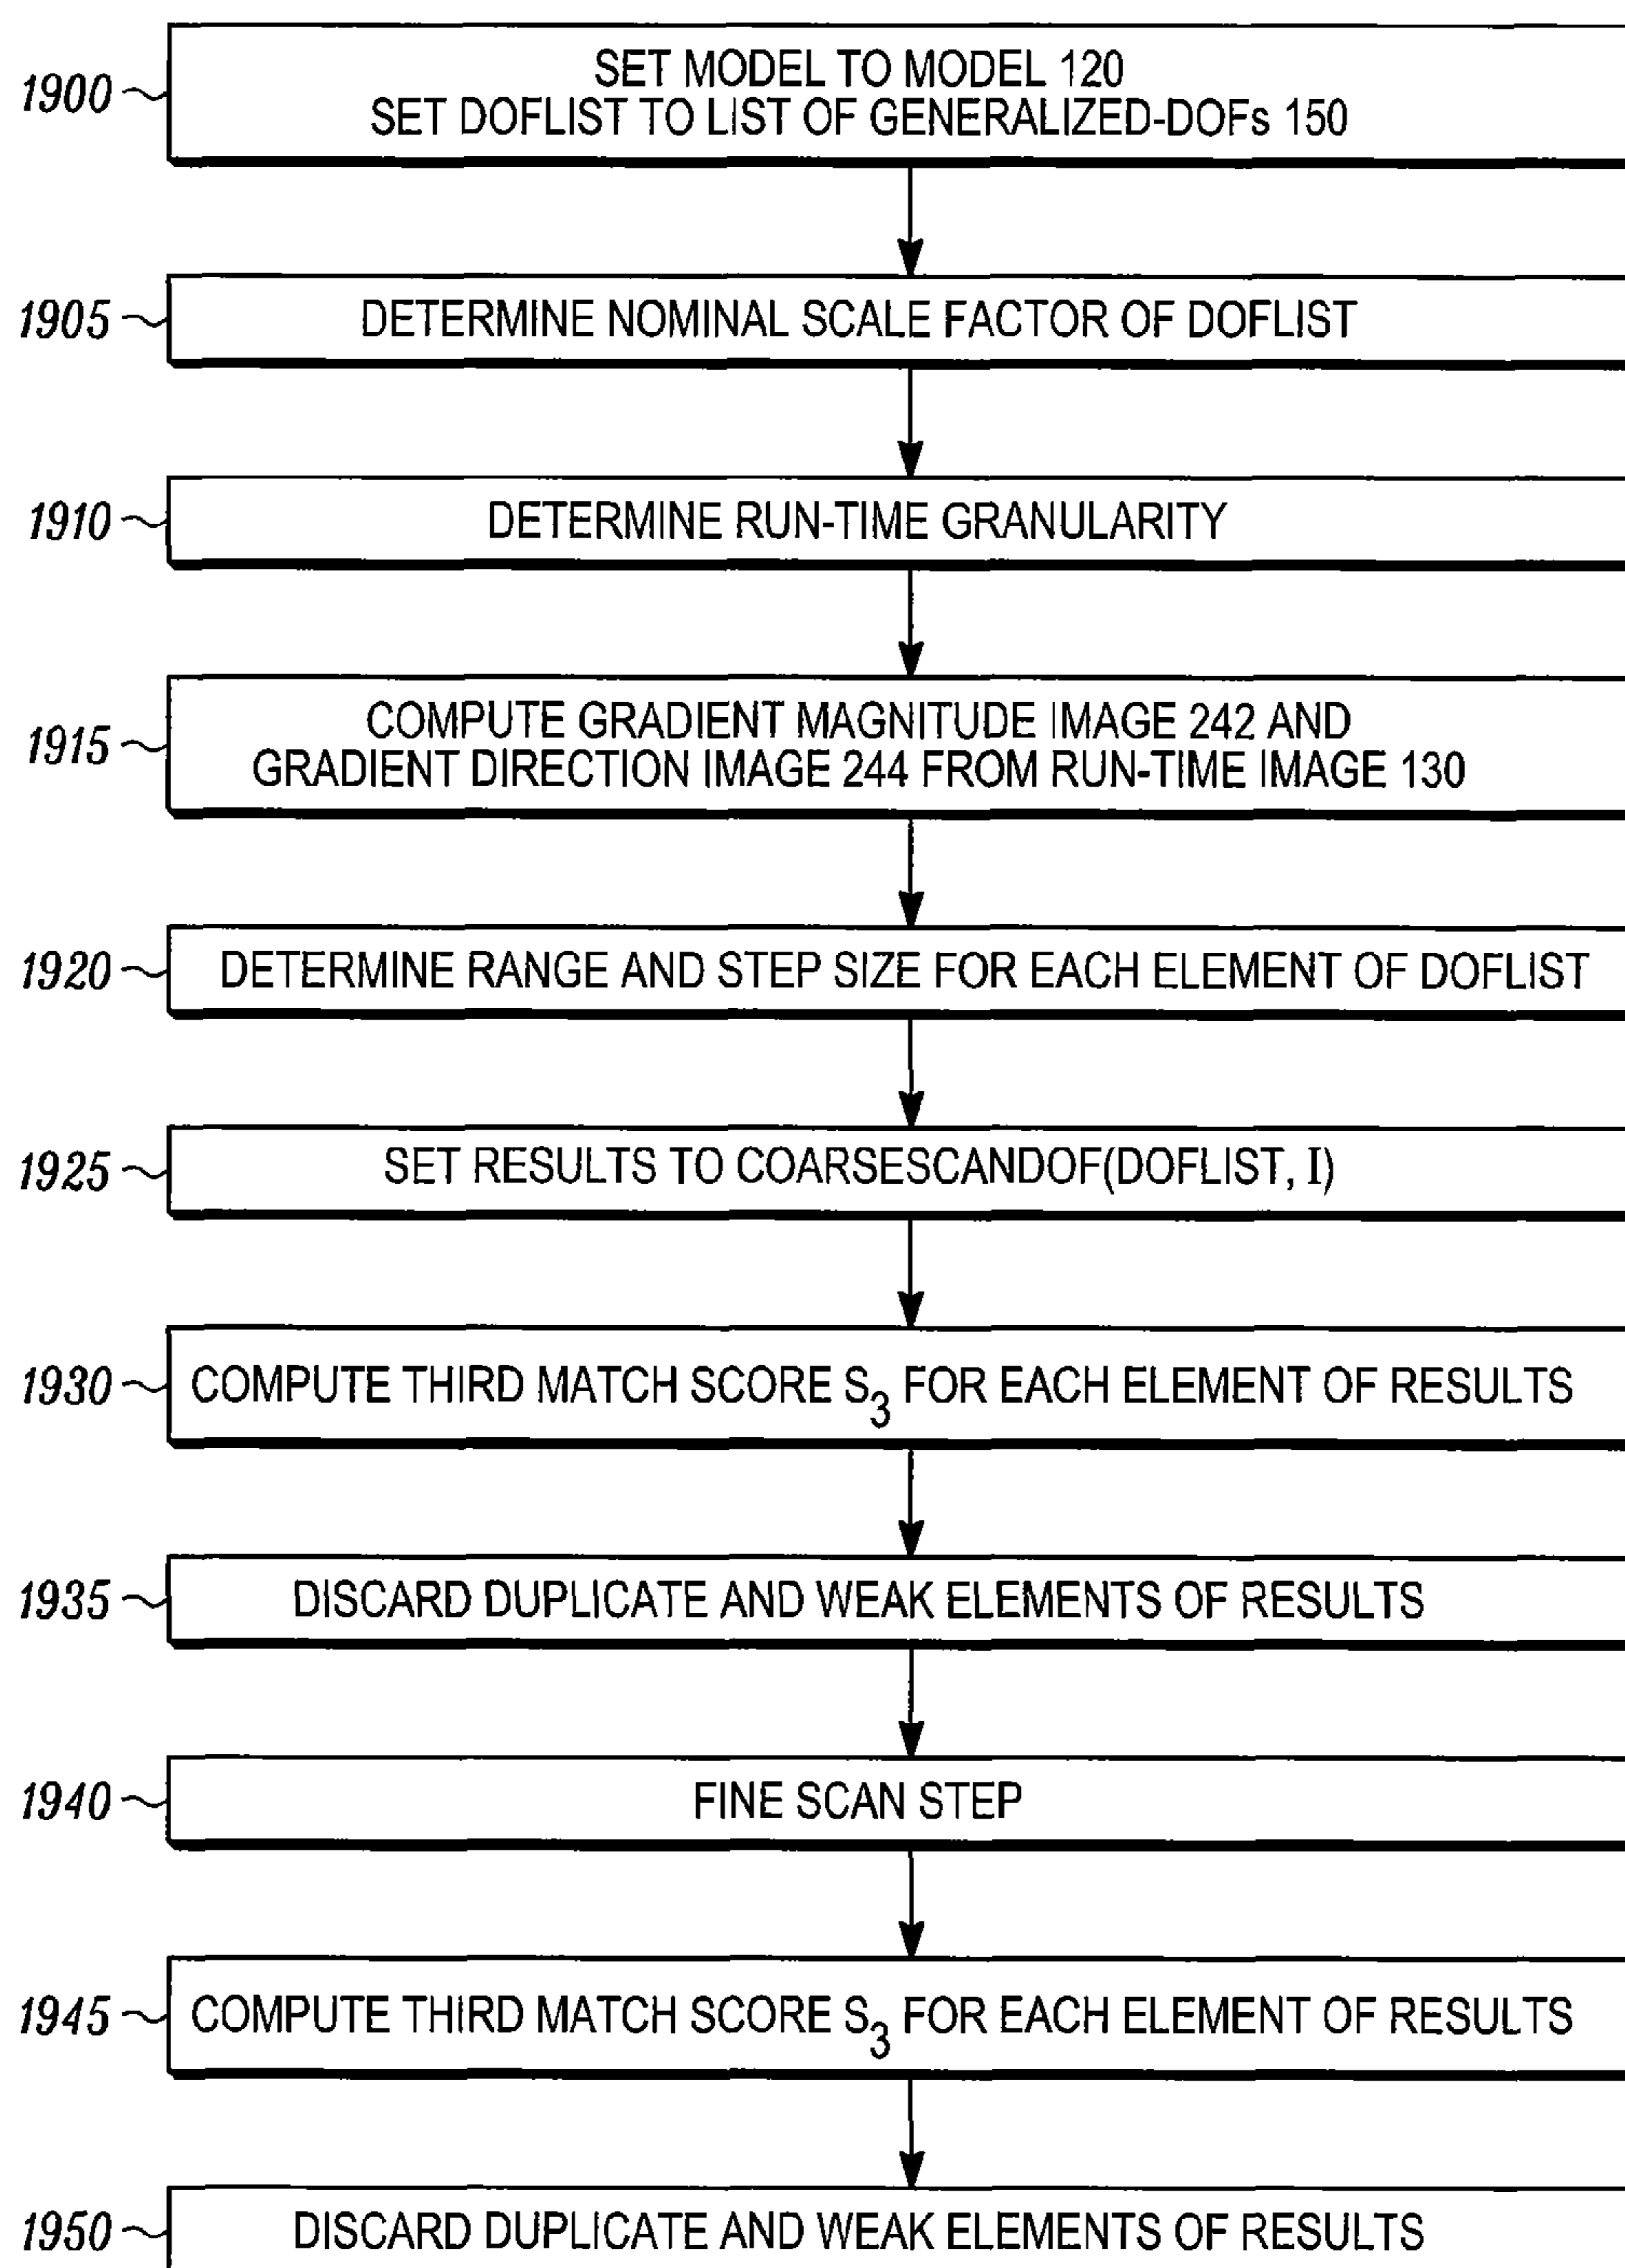 1900
SET MODEL TO MODEL 120
SET DOFLIST TO LIST OF GENERALIZED-DOFs 150
1905
DETERMINE NOMINAL SCALE FACTOR OF DOFLIST
1910
DETERMINE RUN-TIME GRANULARITY
1915
COMPUTE GRADIENT MAGNITUDE IMAGE 242 AND
GRADIENT DIRECTION IMAGE 244 FROM RUN-TIME IMAGE 130
1920
DETERMINE RANGE AND STEP SIZE FOR EACH ELEMENT OF DOFLIST
1925
SET RESULTS TO COARSESCANDOF(DOFLIST, I)
1930
COMPUTE THIRD MATCH SCORE S3 FOR EACH ELEMENT OF RESULTS
1935
DISCARD DUPLICATE AND WEAK ELEMENTS OF RESULTS
1940
FINE SCAN STEP
1945
COMPUTE THIRD MATCH SCORE S3 FOR EACH ELEMENT OF RESULTS
1950
DISCARD DUPLICATE AND WEAK ELEMENTS OF RESULTS